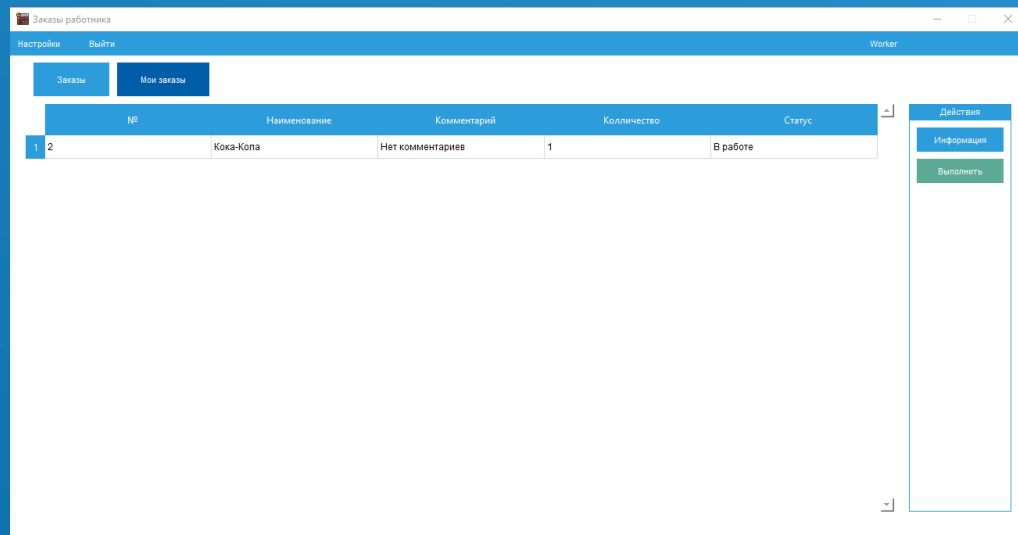 Заказы работника
Настройки Выйти Worker
Заказы Мои заказы
№ Наименование Комментарий Колличество Статус Действия
Информация
1 2 Кока-Кола Нет комментариев 1 В работе
Выполнить